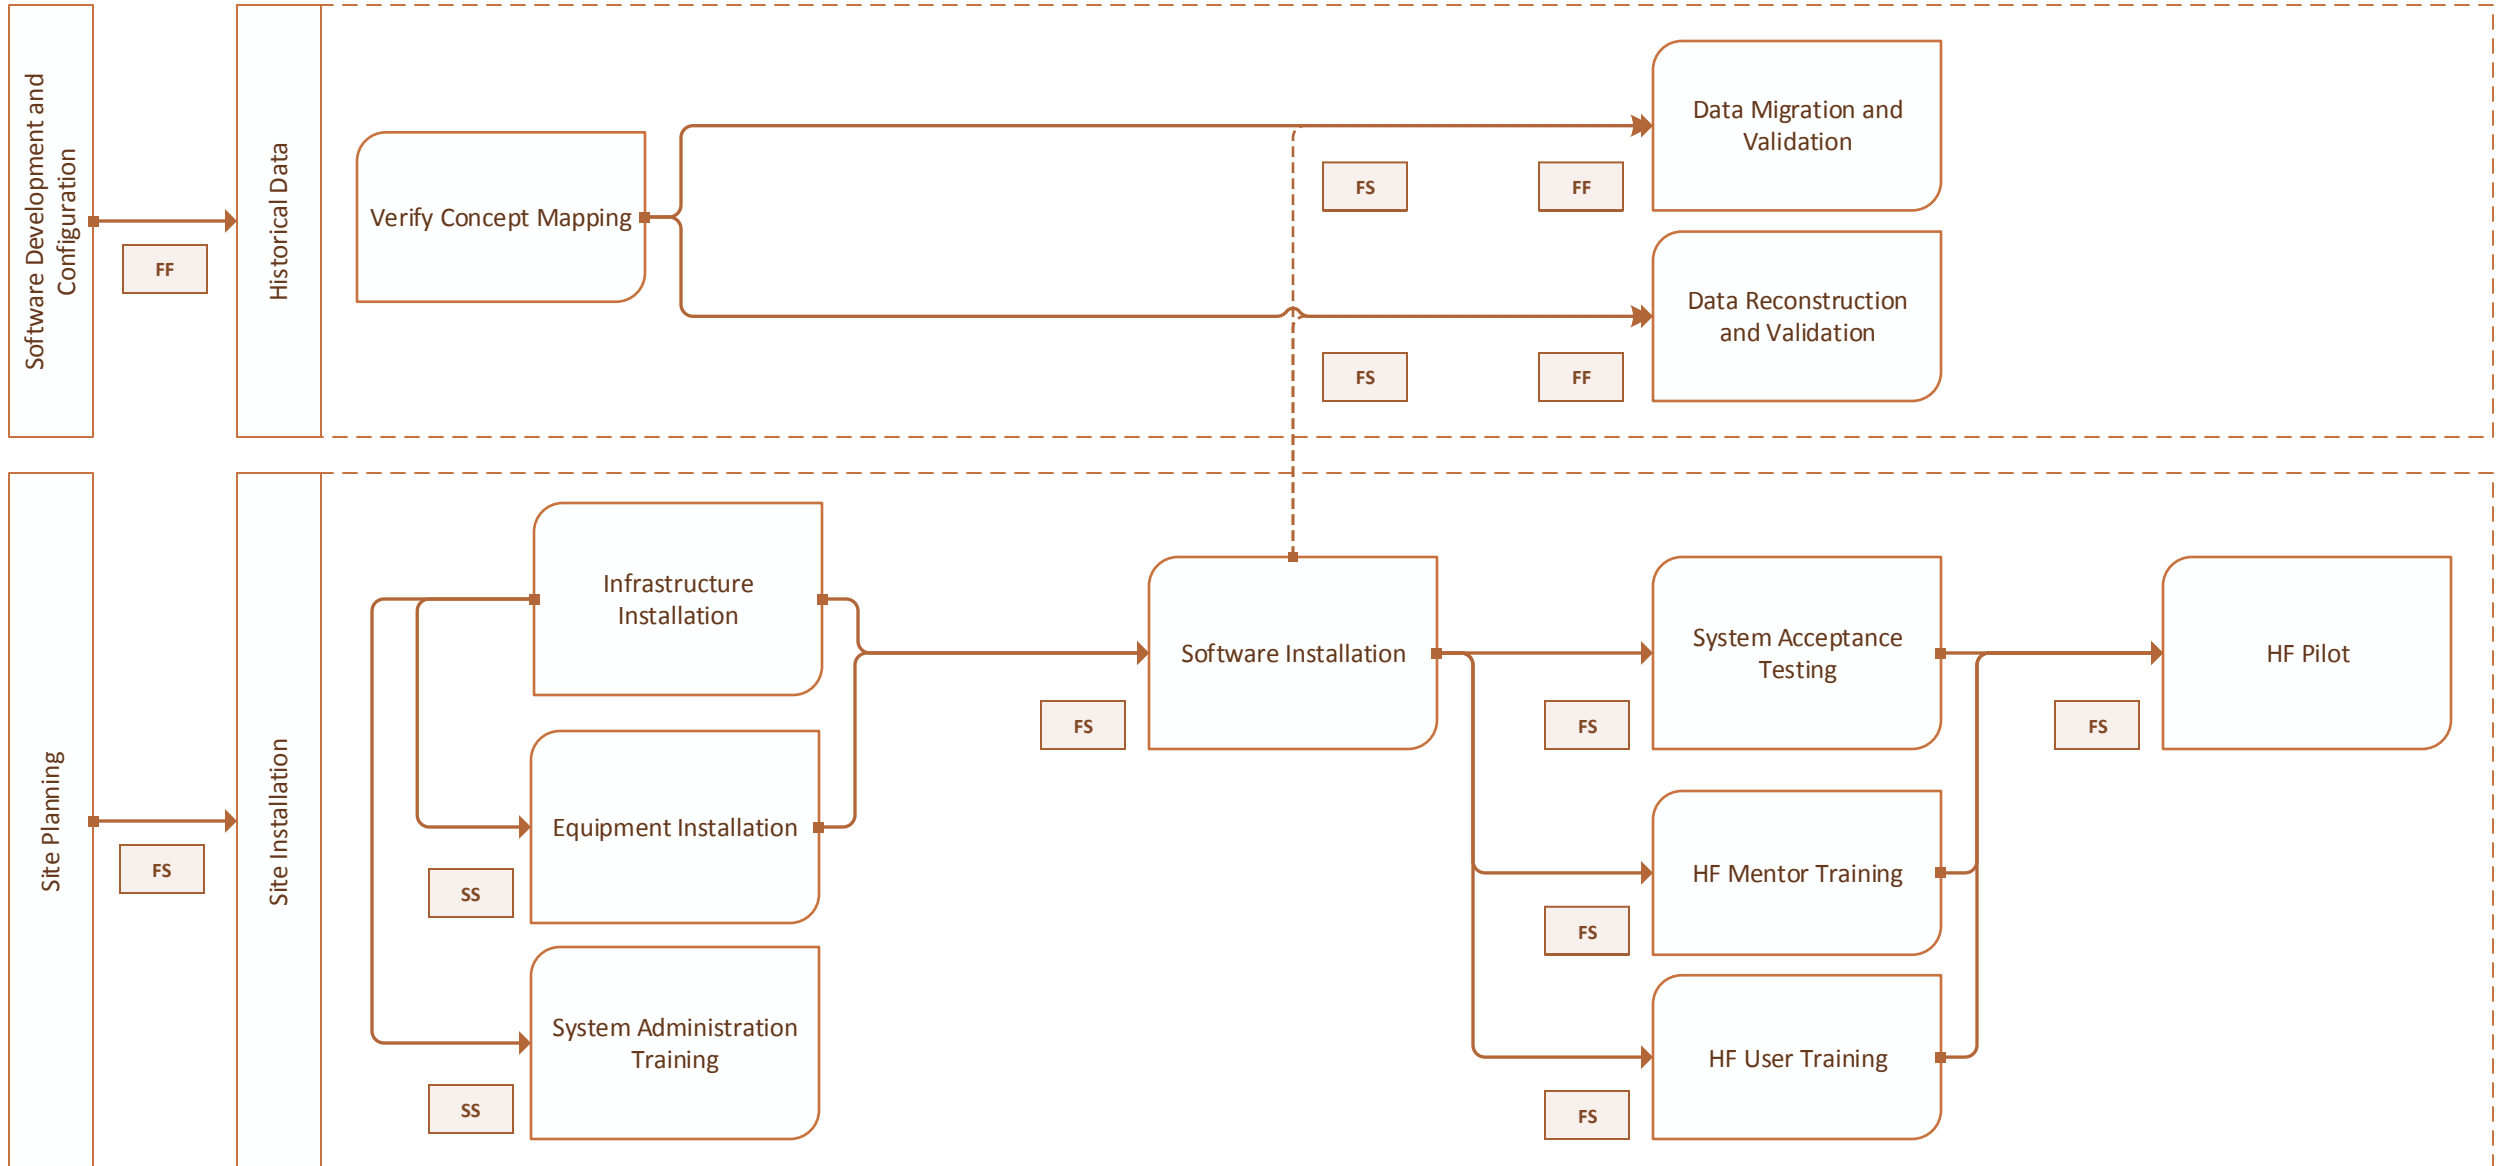 Software Development and
Configuration
FF
Historical Data
Verify Concept Mapping
Data Migration and
Validation
FS
FF
Data Reconstruction
and Validation
FS
FF
Site Planning
FS
Site Installation
Infrastructure
Installation
Equipment Installation
SS
System Administration
Training
SS
Software Installation
FS
System Acceptance
Testing
FS
HF Mentor Training
FS
HF User Training
FS
HF Pilot
FS